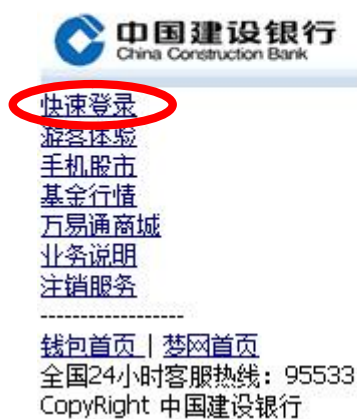 中国建设银行
China Construction Bank
快速登录
游客体验
手机股市
基金行情
万易通商城
业务说明
注销服务
------------------
钱包首页 | 梦网首页
全国24小时客服热线：95533
CopyRight 中国建设银行